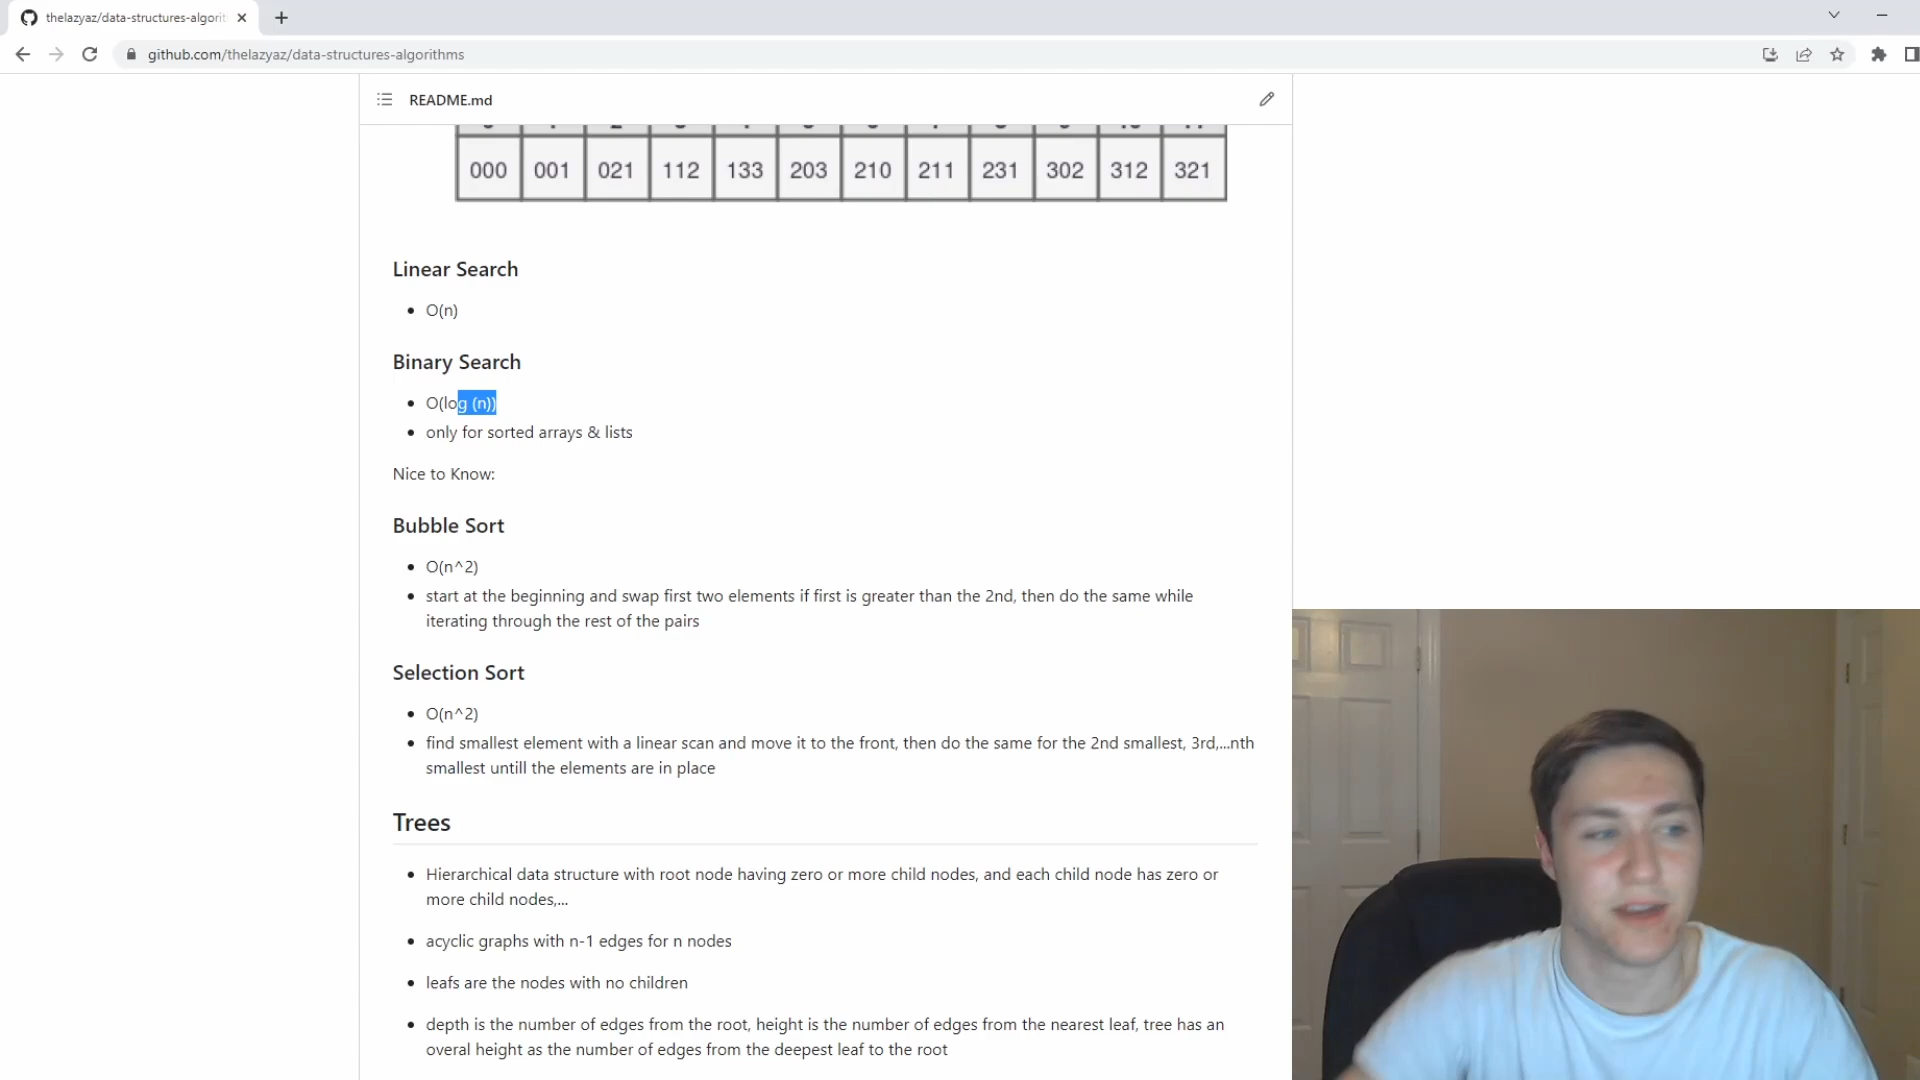 thelazyaz/data-structures-algorit
github.com/thelazyaz/data-structures-algorithms
README.md
000 001 021 112 133 203 210 211 231 302 312 321
Linear Search
O(n)
Binary Search
O(log (n))
only for sorted arrays & lists
Nice to Know:
Bubble Sort
O(n^2)
start at the beginning and swap first two elements if first is greater than the 2nd, then do the same while
iterating through the rest of the pairs
Selection Sort
O(n^2)
find smallest element with a linear scan and move it to the front, then do the same for the 2nd smallest, 3rd,...nth
smallest untill the elements are in place
Trees
Hierarchical data structure with root node having zero or more child nodes, and each child node has zero or
more child nodes,...
acyclic graphs with n-1 edges for n nodes
leafs are the nodes with no children
depth is the number of edges from the root, height is the number of edges from the nearest leaf, tree has an
overal height as the number of edges from the deepest leaf to the root